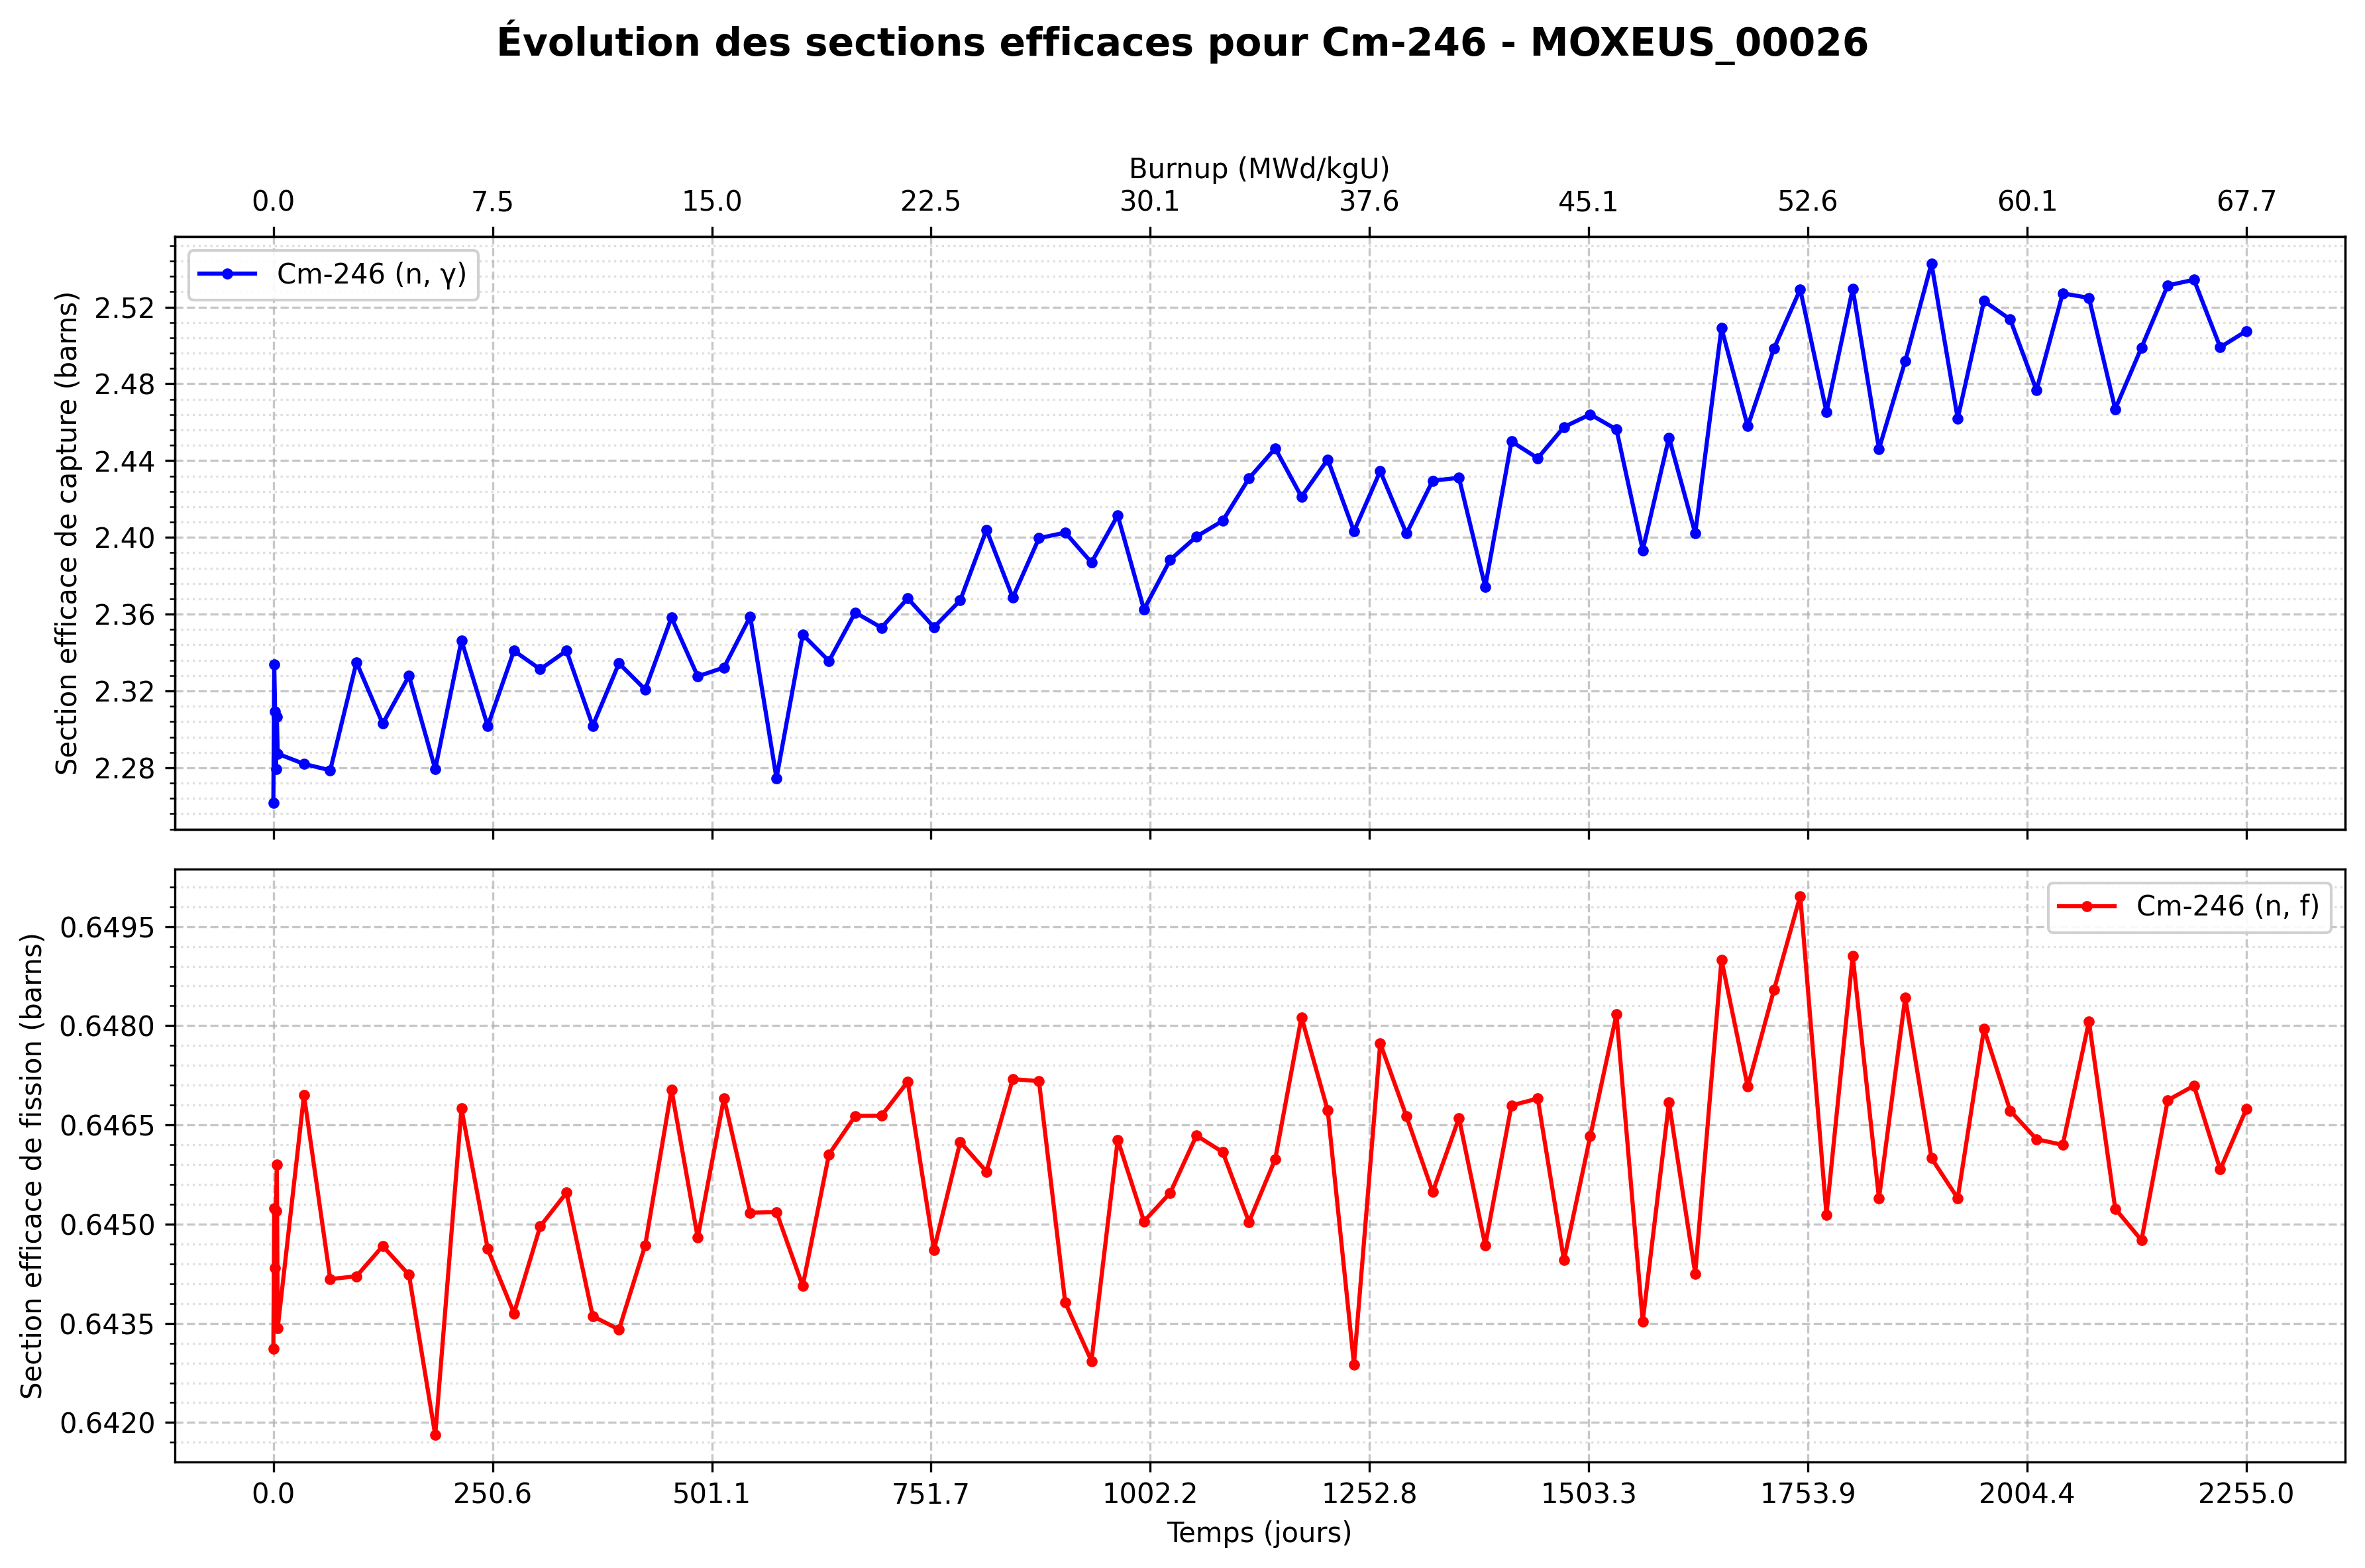 Évolution des sections efficaces pour Cm-246 - MOXEUS_00026
Burnup (MWd/kgU)
0.0 7.5 15.0 22.5 30.1 37.6 45.1 52.6 60.1 67.7
Cm-246 (n, γ)
Section efficace de capture (barns)
2.52
2.48
2.44
2.40
2.36
2.32
2.28
Cm-246 (n, f)
Section efficace de fission (barns)
0.6495
0.6480
0.6465
0.6450
0.6435
0.6420
0.0 250.6 501.1 751.7 1002.2 1252.8 1503.3 1753.9 2004.4 2255.0
Temps (jours)